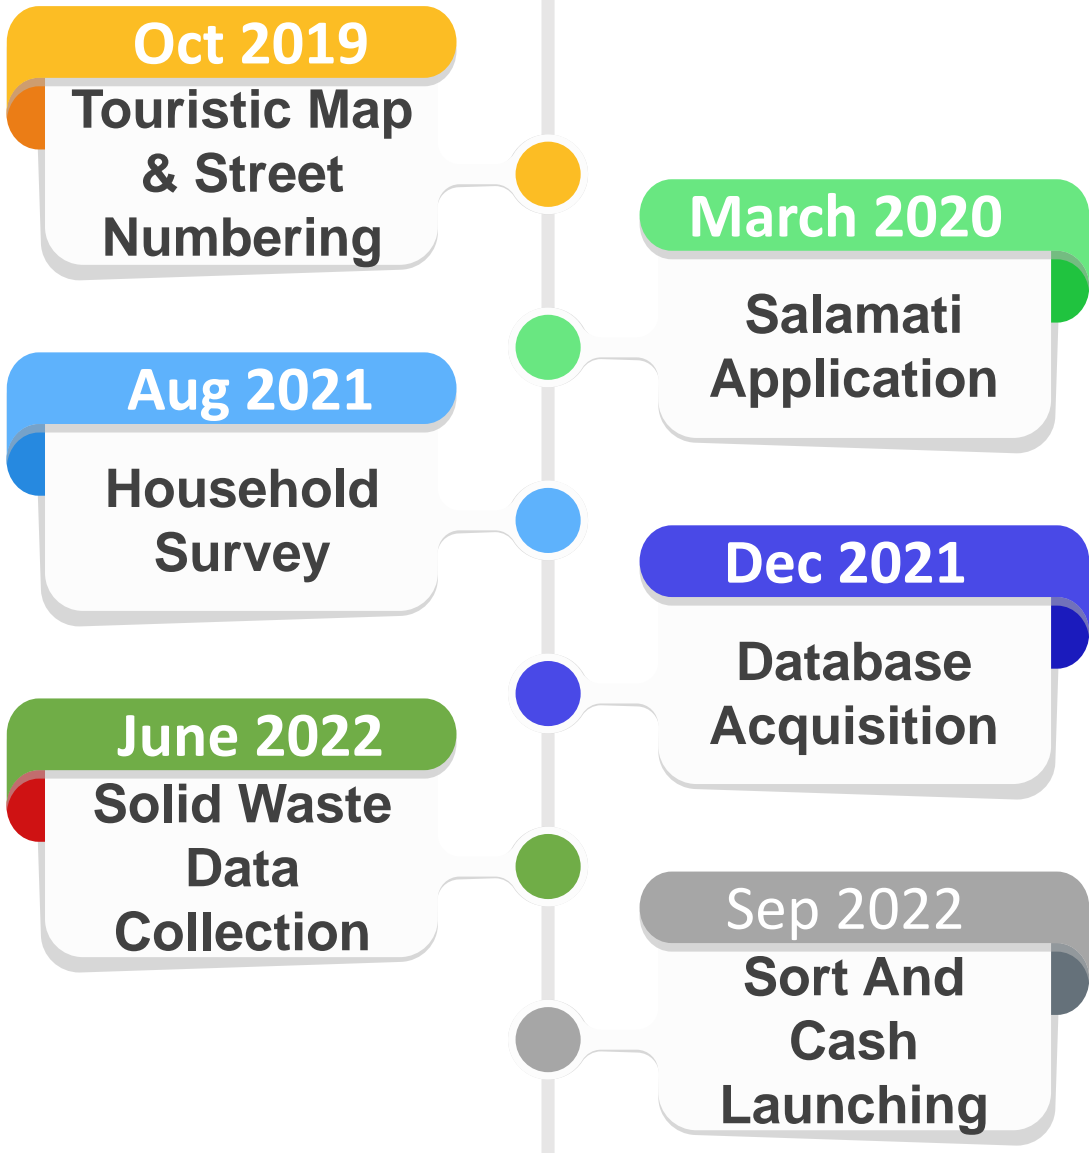 Oct 2019
Touristic Map
& Street
Numbering
March 2020
Salamati
Application
Aug 2021
Household
Survey
Dec 2021
Database
Acquisition
June 2022
Solid Waste
Data
Collection
Sep 2022
Sort And
Cash
Launching